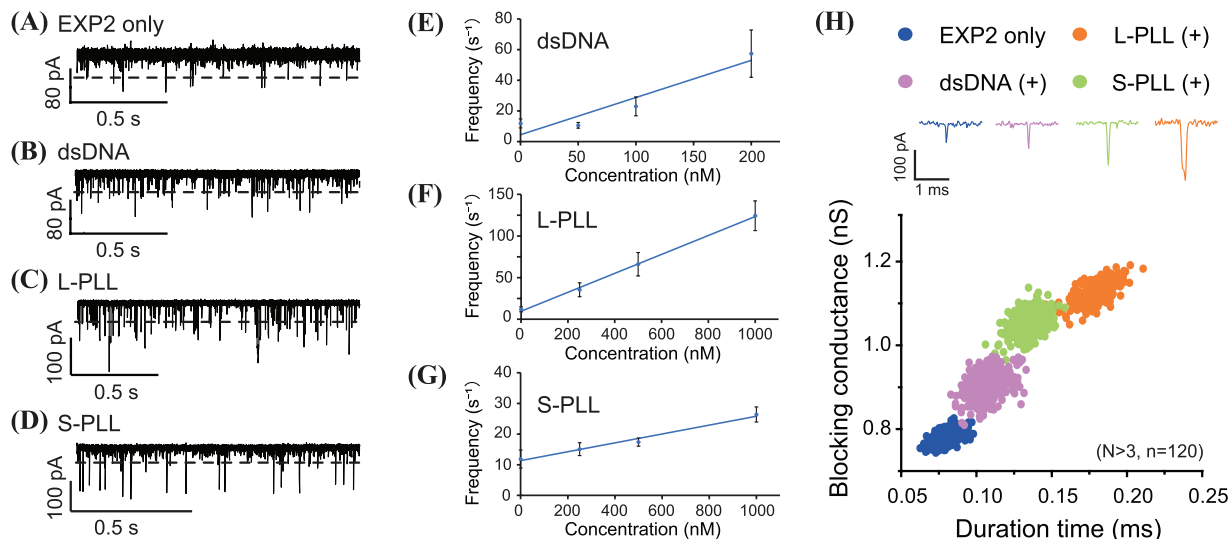 (A) EXP2 only
80 pA
0.5 s
(B) dsDNA
80 pA
0.5 s
(C) L-PLL
100 pA
0.5 s
(D) S-PLL
100 pA
0.5 s
(E)
dsDNA
Frequency (s⁻¹)
80
60
40
20
0
0 50 100 150 200
Concentration (nM)
(F)
L-PLL
Frequency (s⁻¹)
150
125
100
75
50
25
0
0 200 400 600 800 1000
Concentration (nM)
(G)
S-PLL
Frequency (s⁻¹)
40
30
20
10
0
0 200 400 600 800 1000
Concentration (nM)
(H)
EXP2 only L-PLL (+)
dsDNA (+) S-PLL (+)
100 pA
1 ms
Blocking conductance (nS)
1.2
1.0
0.8
(N>3, n=120)
0.05 0.10 0.15 0.20 0.25
Duration time (ms)